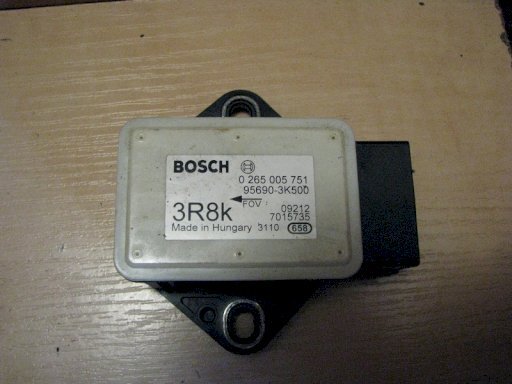 BOSCH
0 265 005 751
95690-3K500
FOV :
3R8k 09212
7015735
Made in Hungary 3110 658